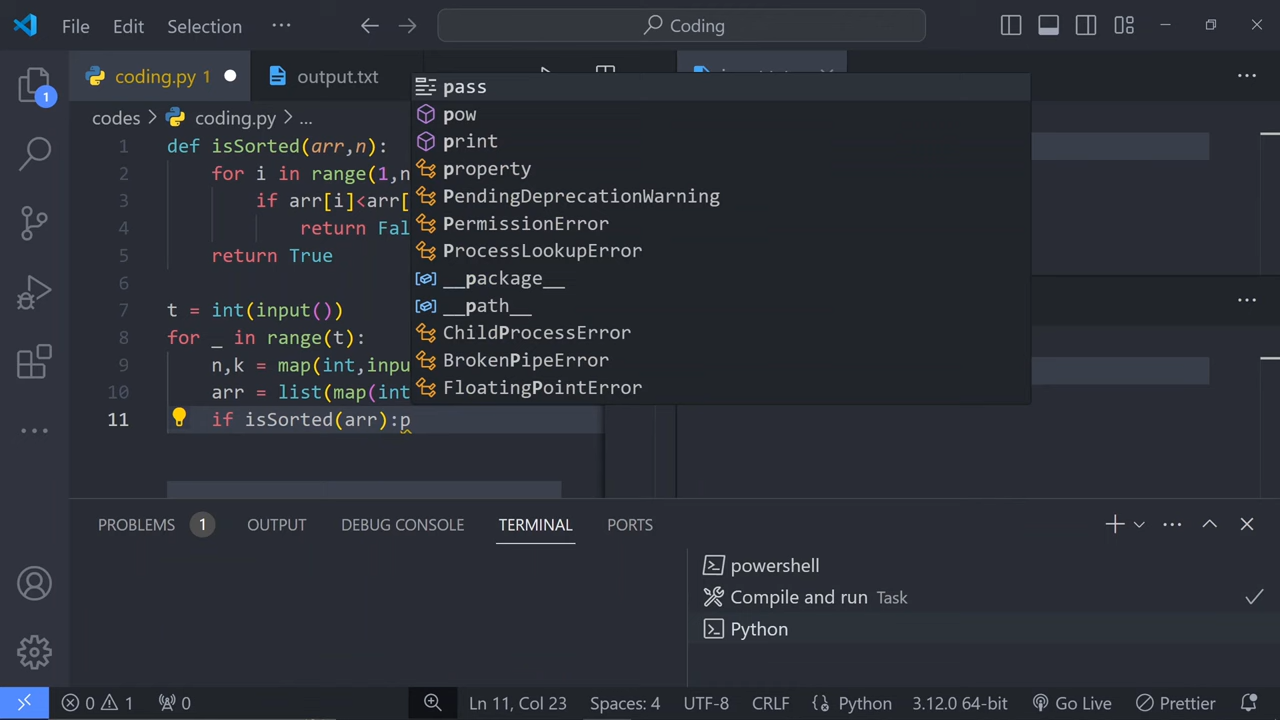 File Edit Selection ··· Coding
coding.py 1 output.txt
codes > coding.py > ...
1 def isSorted(arr,n):
2 for i in range(1,n
3 if arr[i]<arr[
4 return Fal
5 return True
6
7 t = int(input())
8 for _ in range(t):
9 n,k = map(int,inpu
10 arr = list(map(int
11 if isSorted(arr):p
pass
pow
print
property
PendingDeprecationWarning
PermissionError
ProcessLookupError
__package__
__path__
ChildProcessError
BrokenPipeError
FloatingPointError
1
PROBLEMS 1 OUTPUT DEBUG CONSOLE TERMINAL PORTS
powershell
Compile and run Task
Python
0 1 0 Ln 11, Col 23 Spaces: 4 UTF-8 CRLF Python 3.12.0 64-bit Go Live Prettier